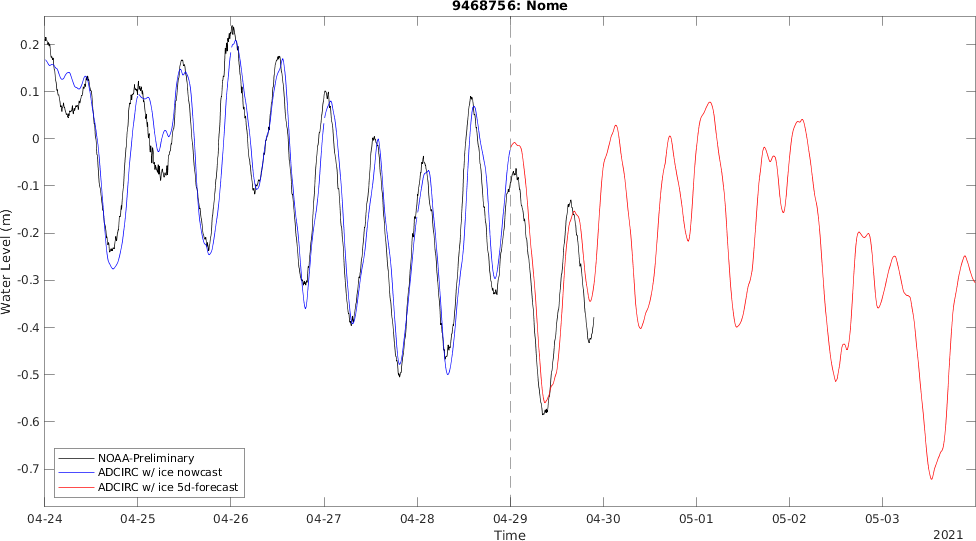 9468756: Nome
0.2
0.1
0
-0.1
-0.2
-0.3
-0.4
-0.5
-0.6
-0.7
Water Level (m)
NOAA-Preliminary
ADCIRC w/ ice nowcast
ADCIRC w/ ice 5d-forecast
04-24 04-25 04-26 04-27 04-28 04-29 04-30 05-01 05-02 05-03
Time
2021